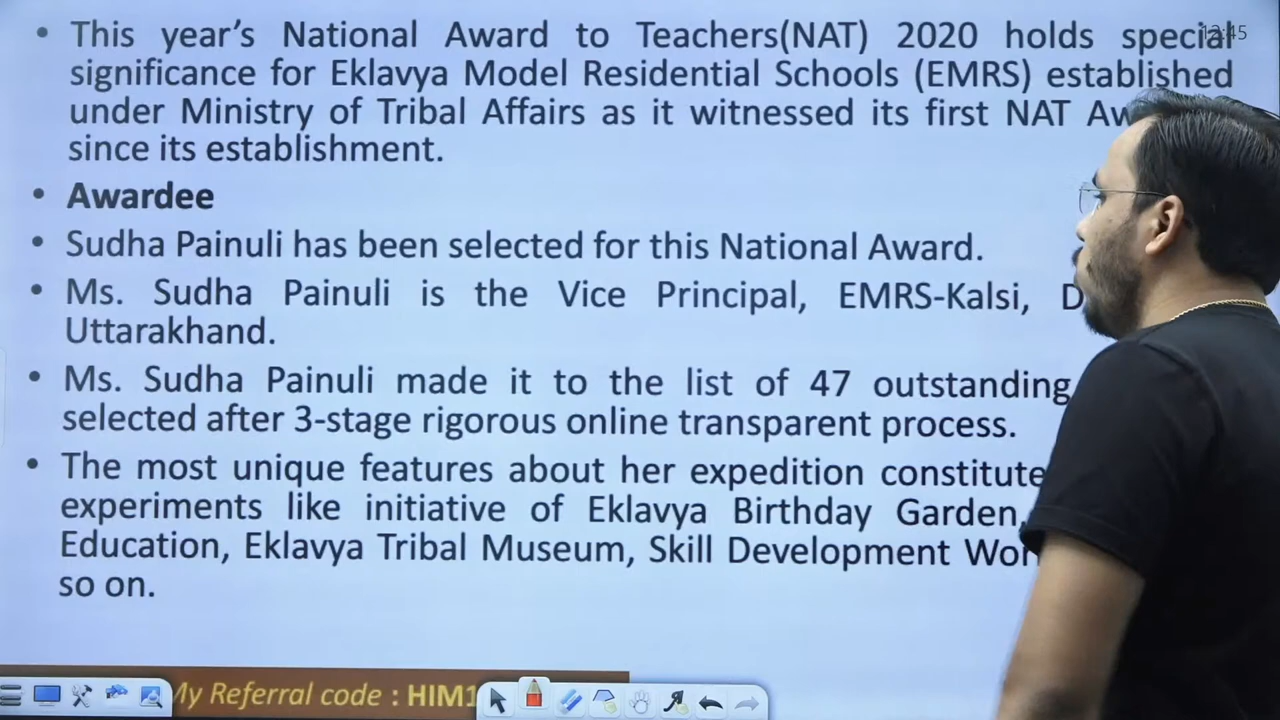 • This year's National Award to Teachers(NAT) 2020 holds special
significance for Eklavya Model Residential Schools (EMRS) established
under Ministry of Tribal Affairs as it witnessed its first NAT
since its establishment.
• Awardee
• Sudha Painuli has been selected for this National Award.
• Ms. Sudha Painuli is the Vice Principal, EMRS-Kalsi,
Uttarakhand.
• Ms. Sudha Painuli made it to the list of 47 outstanding
selected after 3-stage rigorous online transparent process.
• The most unique features about her expedition constitute
experiments like initiative of Eklavya Birthday Garden,
Education, Eklavya Tribal Museum, Skill Development
so on.
12:45
My Referral code : HIM1